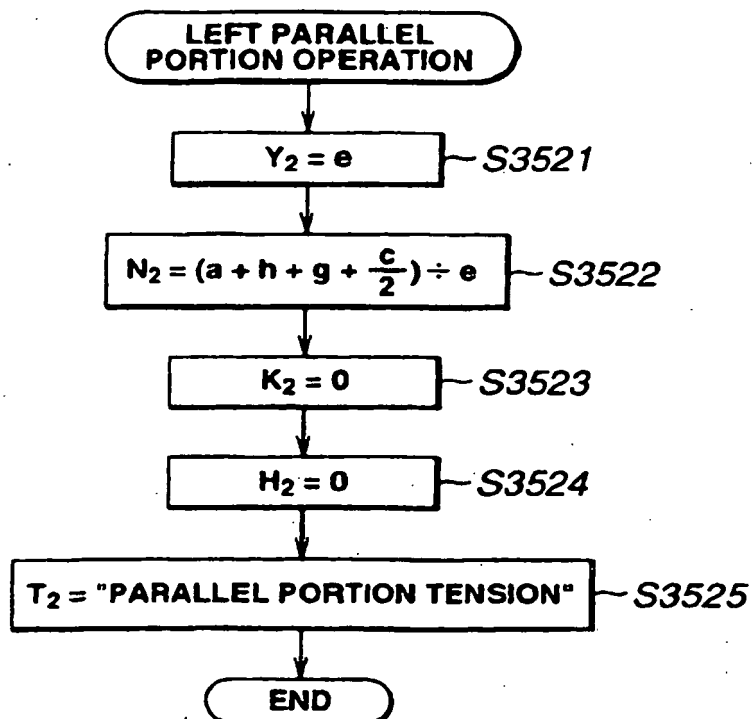 LEFT PARALLEL
PORTION OPERATION
Y₂ = e S3521
N₂ = (a + h + g + c/2) ÷ e S3522
K₂ = 0 S3523
H₂ = 0 S3524
T₂ = "PARALLEL PORTION TENSION" S3525
END